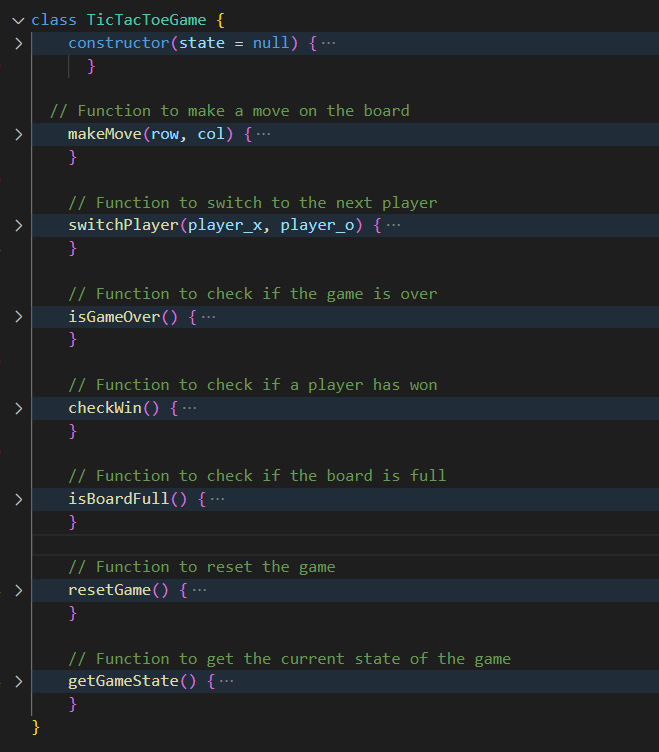 class TicTacToeGame {
constructor(state = null) {···
}
// Function to make a move on the board
makeMove(row, col) {···
}
// Function to switch to the next player
switchPlayer(player_x, player_o) {···
}
// Function to check if the game is over
isGameOver() {···
}
// Function to check if a player has won
checkWin() {···
}
// Function to check if the board is full
isBoardFull() {···
}
// Function to reset the game
resetGame() {···
}
// Function to get the current state of the game
getGameState() {···
}
}